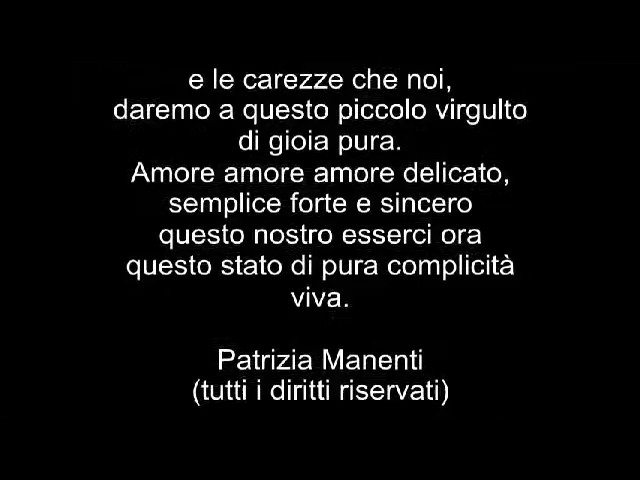 e le carezze che noi,
daremo a questo piccolo virgulto
di gioia pura.
Amore amore amore delicato,
semplice forte e sincero
questo nostro esserci ora
questo stato di pura complicità
viva.
Patrizia Manenti
(tutti i diritti riservati)